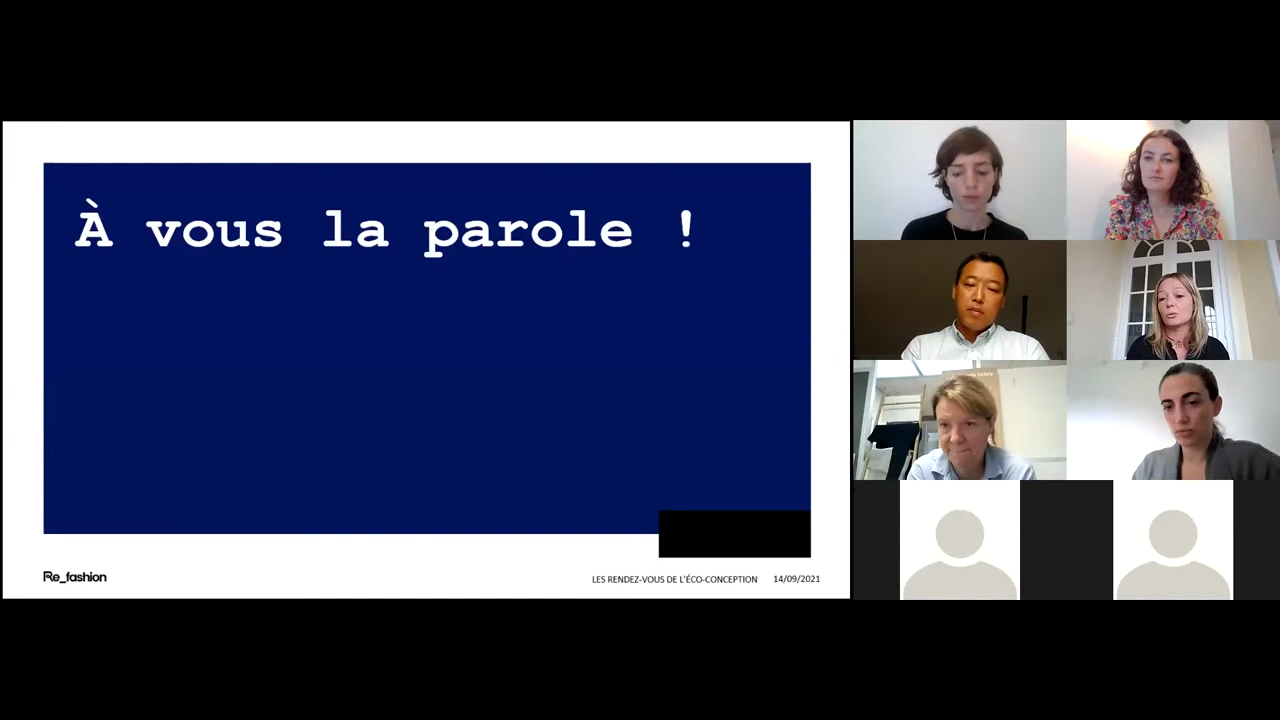 À vous la parole !
Re_fashion
LES RENDEZ-VOUS DE L'ÉCO-CONCEPTION 14/09/2021